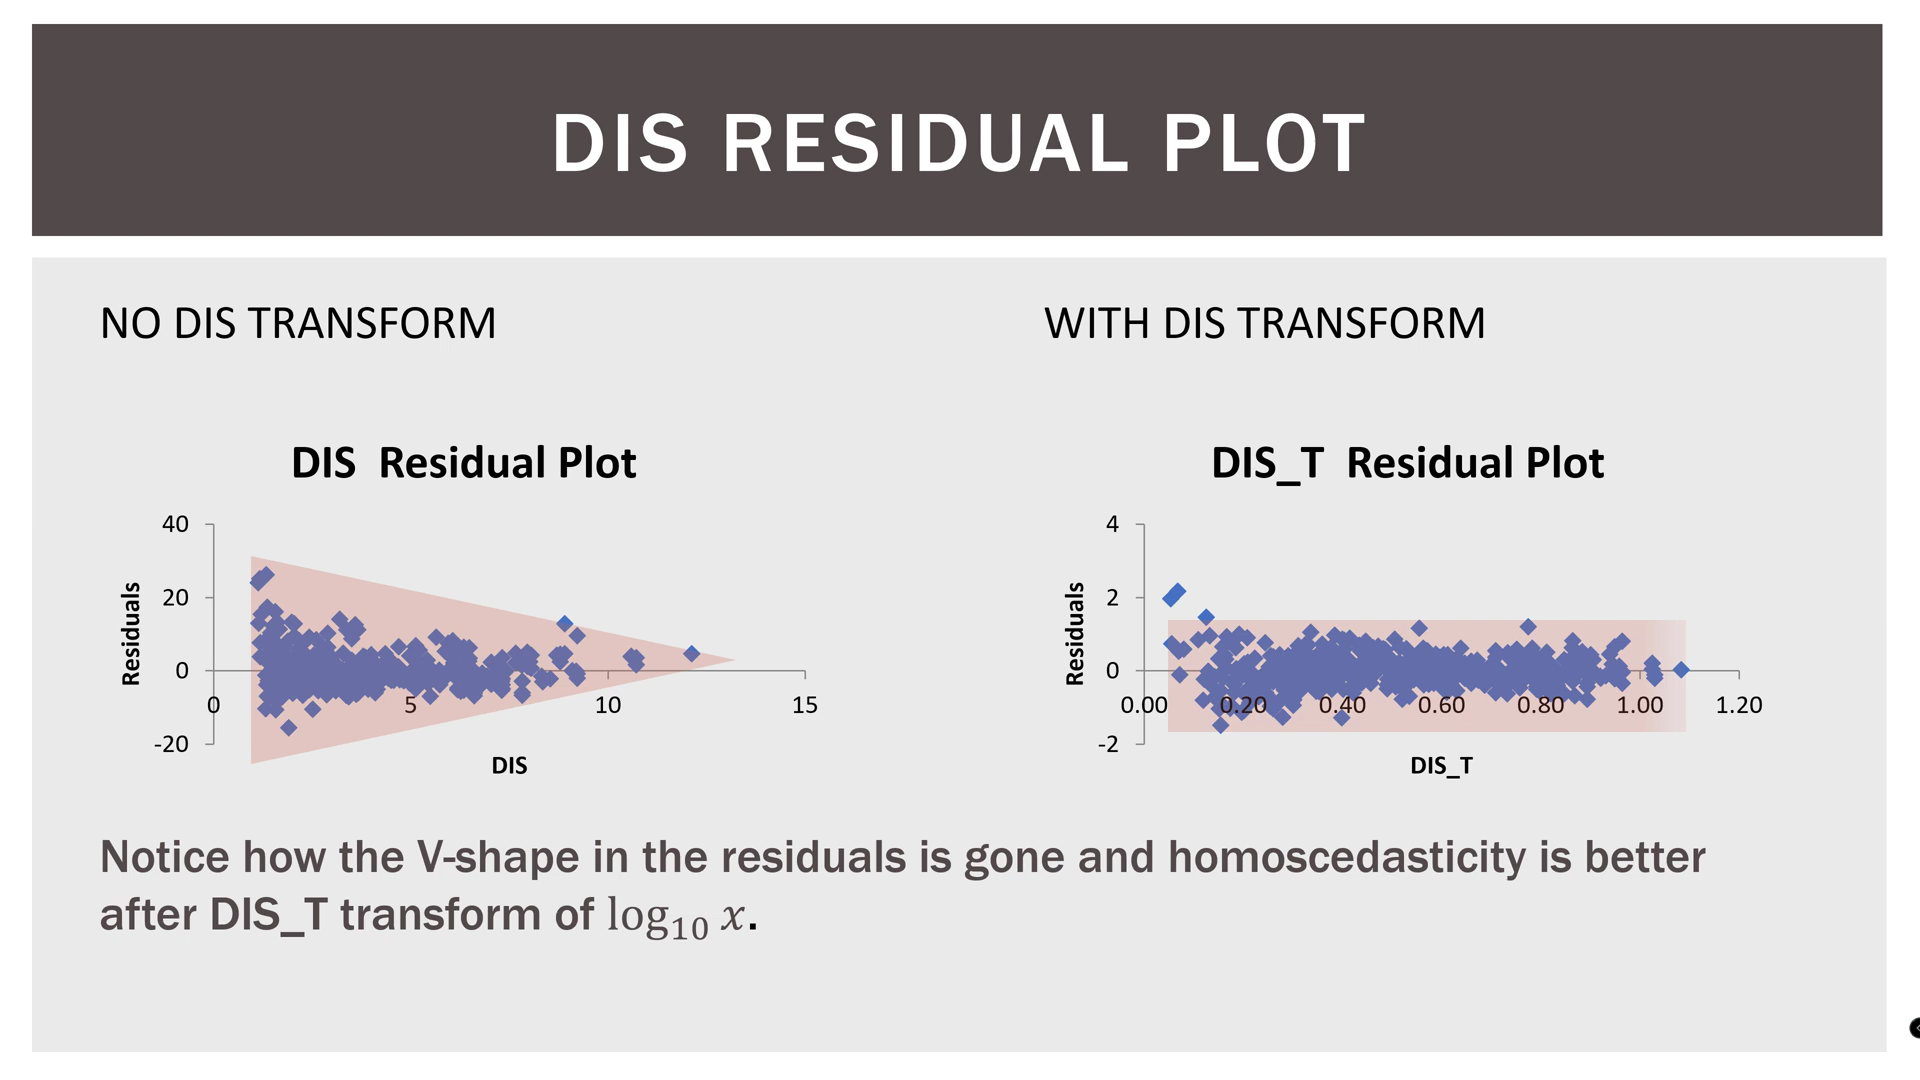 DIS RESIDUAL PLOT
NO DIS TRANSFORM
WITH DIS TRANSFORM
DIS  Residual Plot
40
20
0
-20
0
5
10
15
Residuals
DIS
DIS_T  Residual Plot
4
2
0
-2
0.00
0.20
0.40
0.60
0.80
1.00
1.20
Residuals
DIS_T
Notice how the V-shape in the residuals is gone and homoscedasticity is better
after DIS_T transform of log₁₀ 𝑥.